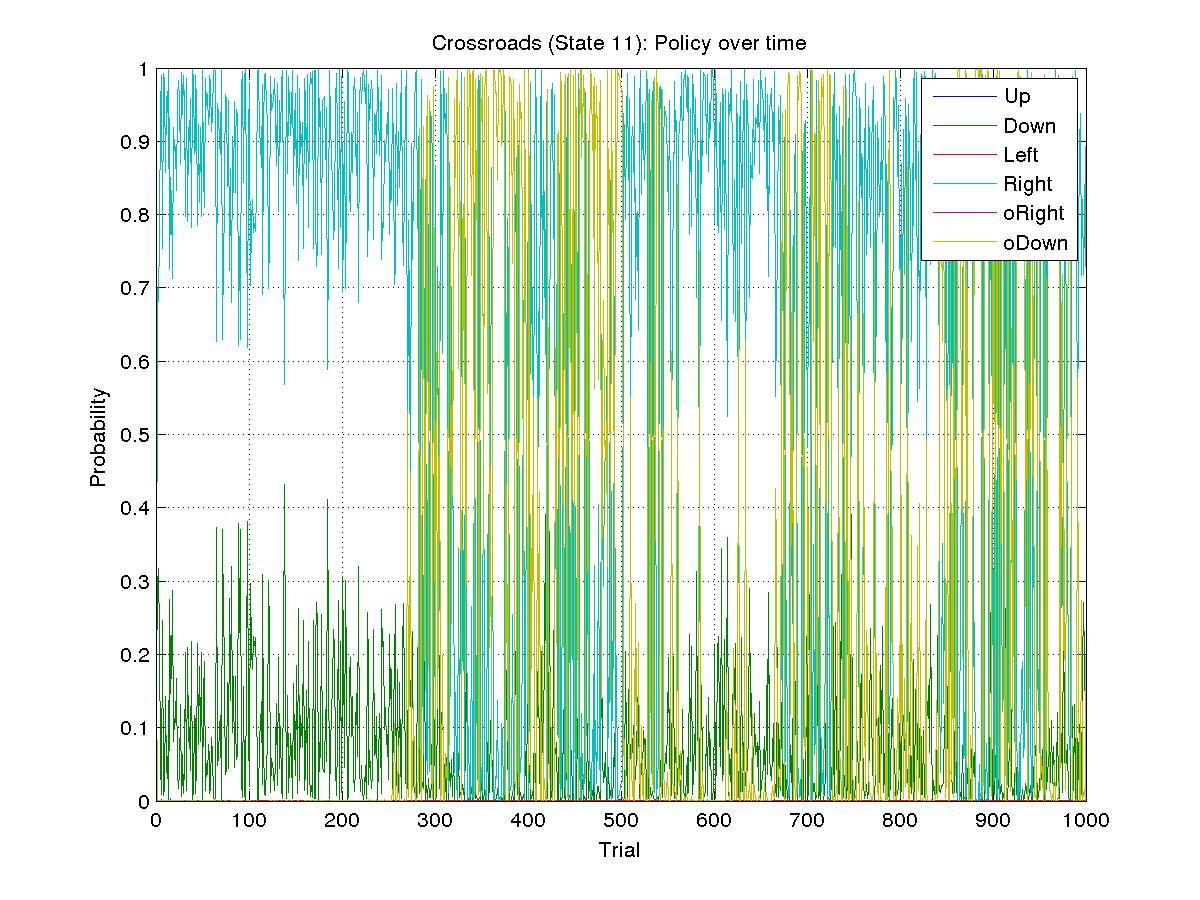 Crossroads (State 11): Policy over time
1
0.9
0.8
0.7
0.6
0.5
0.4
0.3
0.2
0.1
0
Probability
0 100 200 300 400 500 600 700 800 900 1000
Trial
Up
Down
Left
Right
oRight
oDown